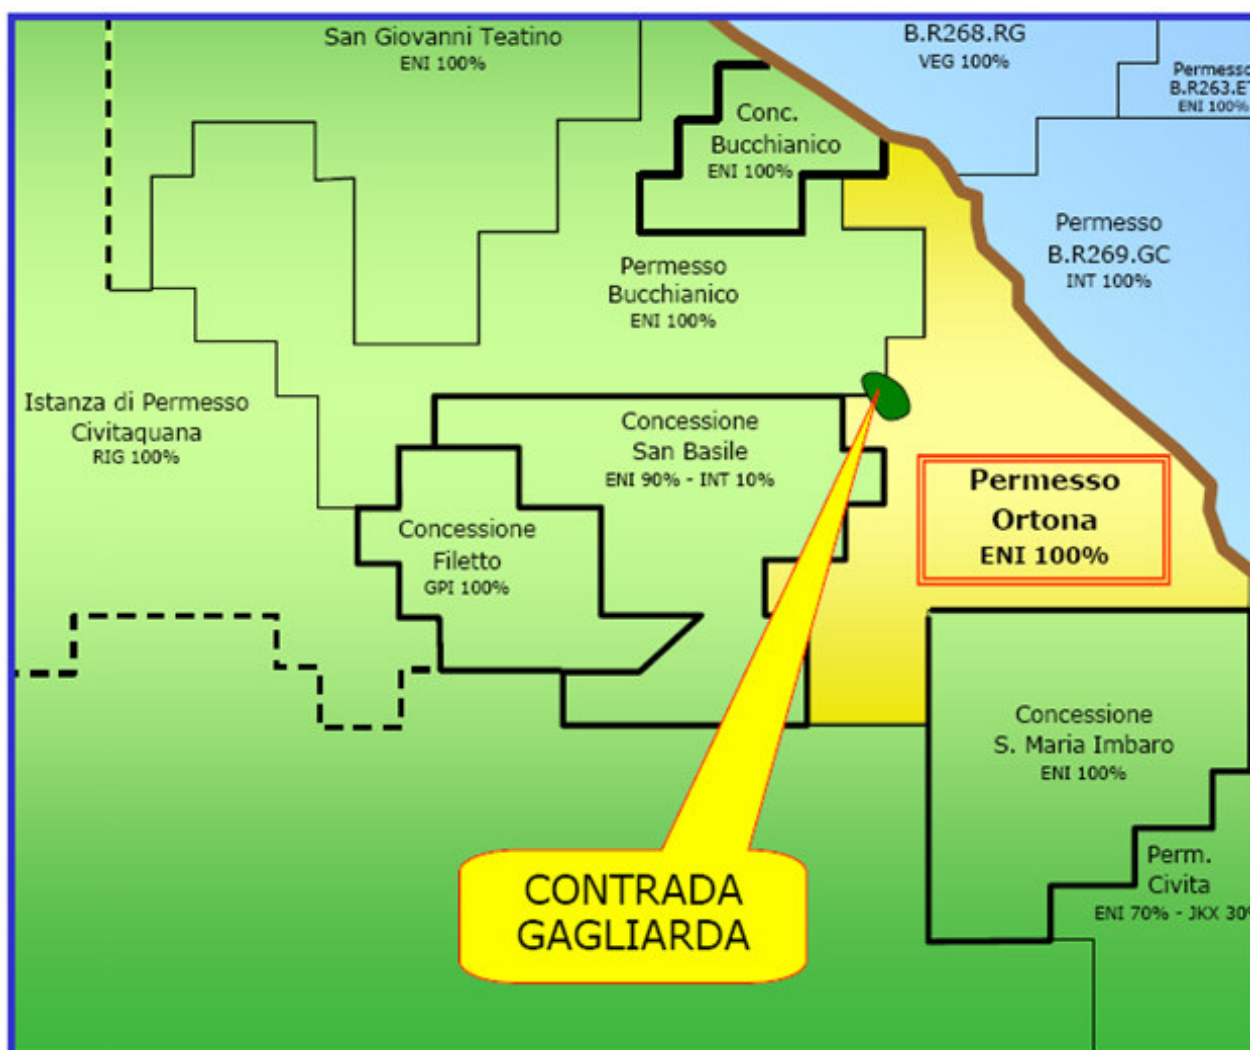 San Giovanni Teatino
ENI 100%
B.R268.RG
VEG 100%
Permesso
B.R263.ET
ENI 100%
Conc.
Bucchianico
ENI 100%
Permesso
B.R269.GC
INT 100%
Permesso
Bucchianico
ENI 100%
Istanza di Permesso
Civitaquana
RIG 100%
Concessione
San Basile
ENI 90% - INT 10%
Permesso
Ortona
ENI 100%
Concessione
Filetto
GPI 100%
Concessione
S. Maria Imbaro
ENI 100%
Perm.
Civita
ENI 70% - JKX 30%
CONTRADA
GAGLIARDA